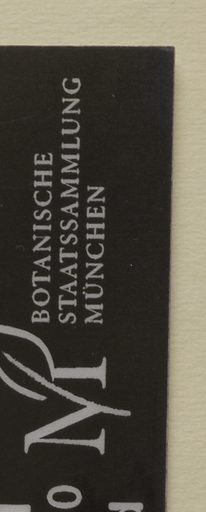 BOTANISCHE
STAATSSAMMLUNG
MÜNCHEN
M